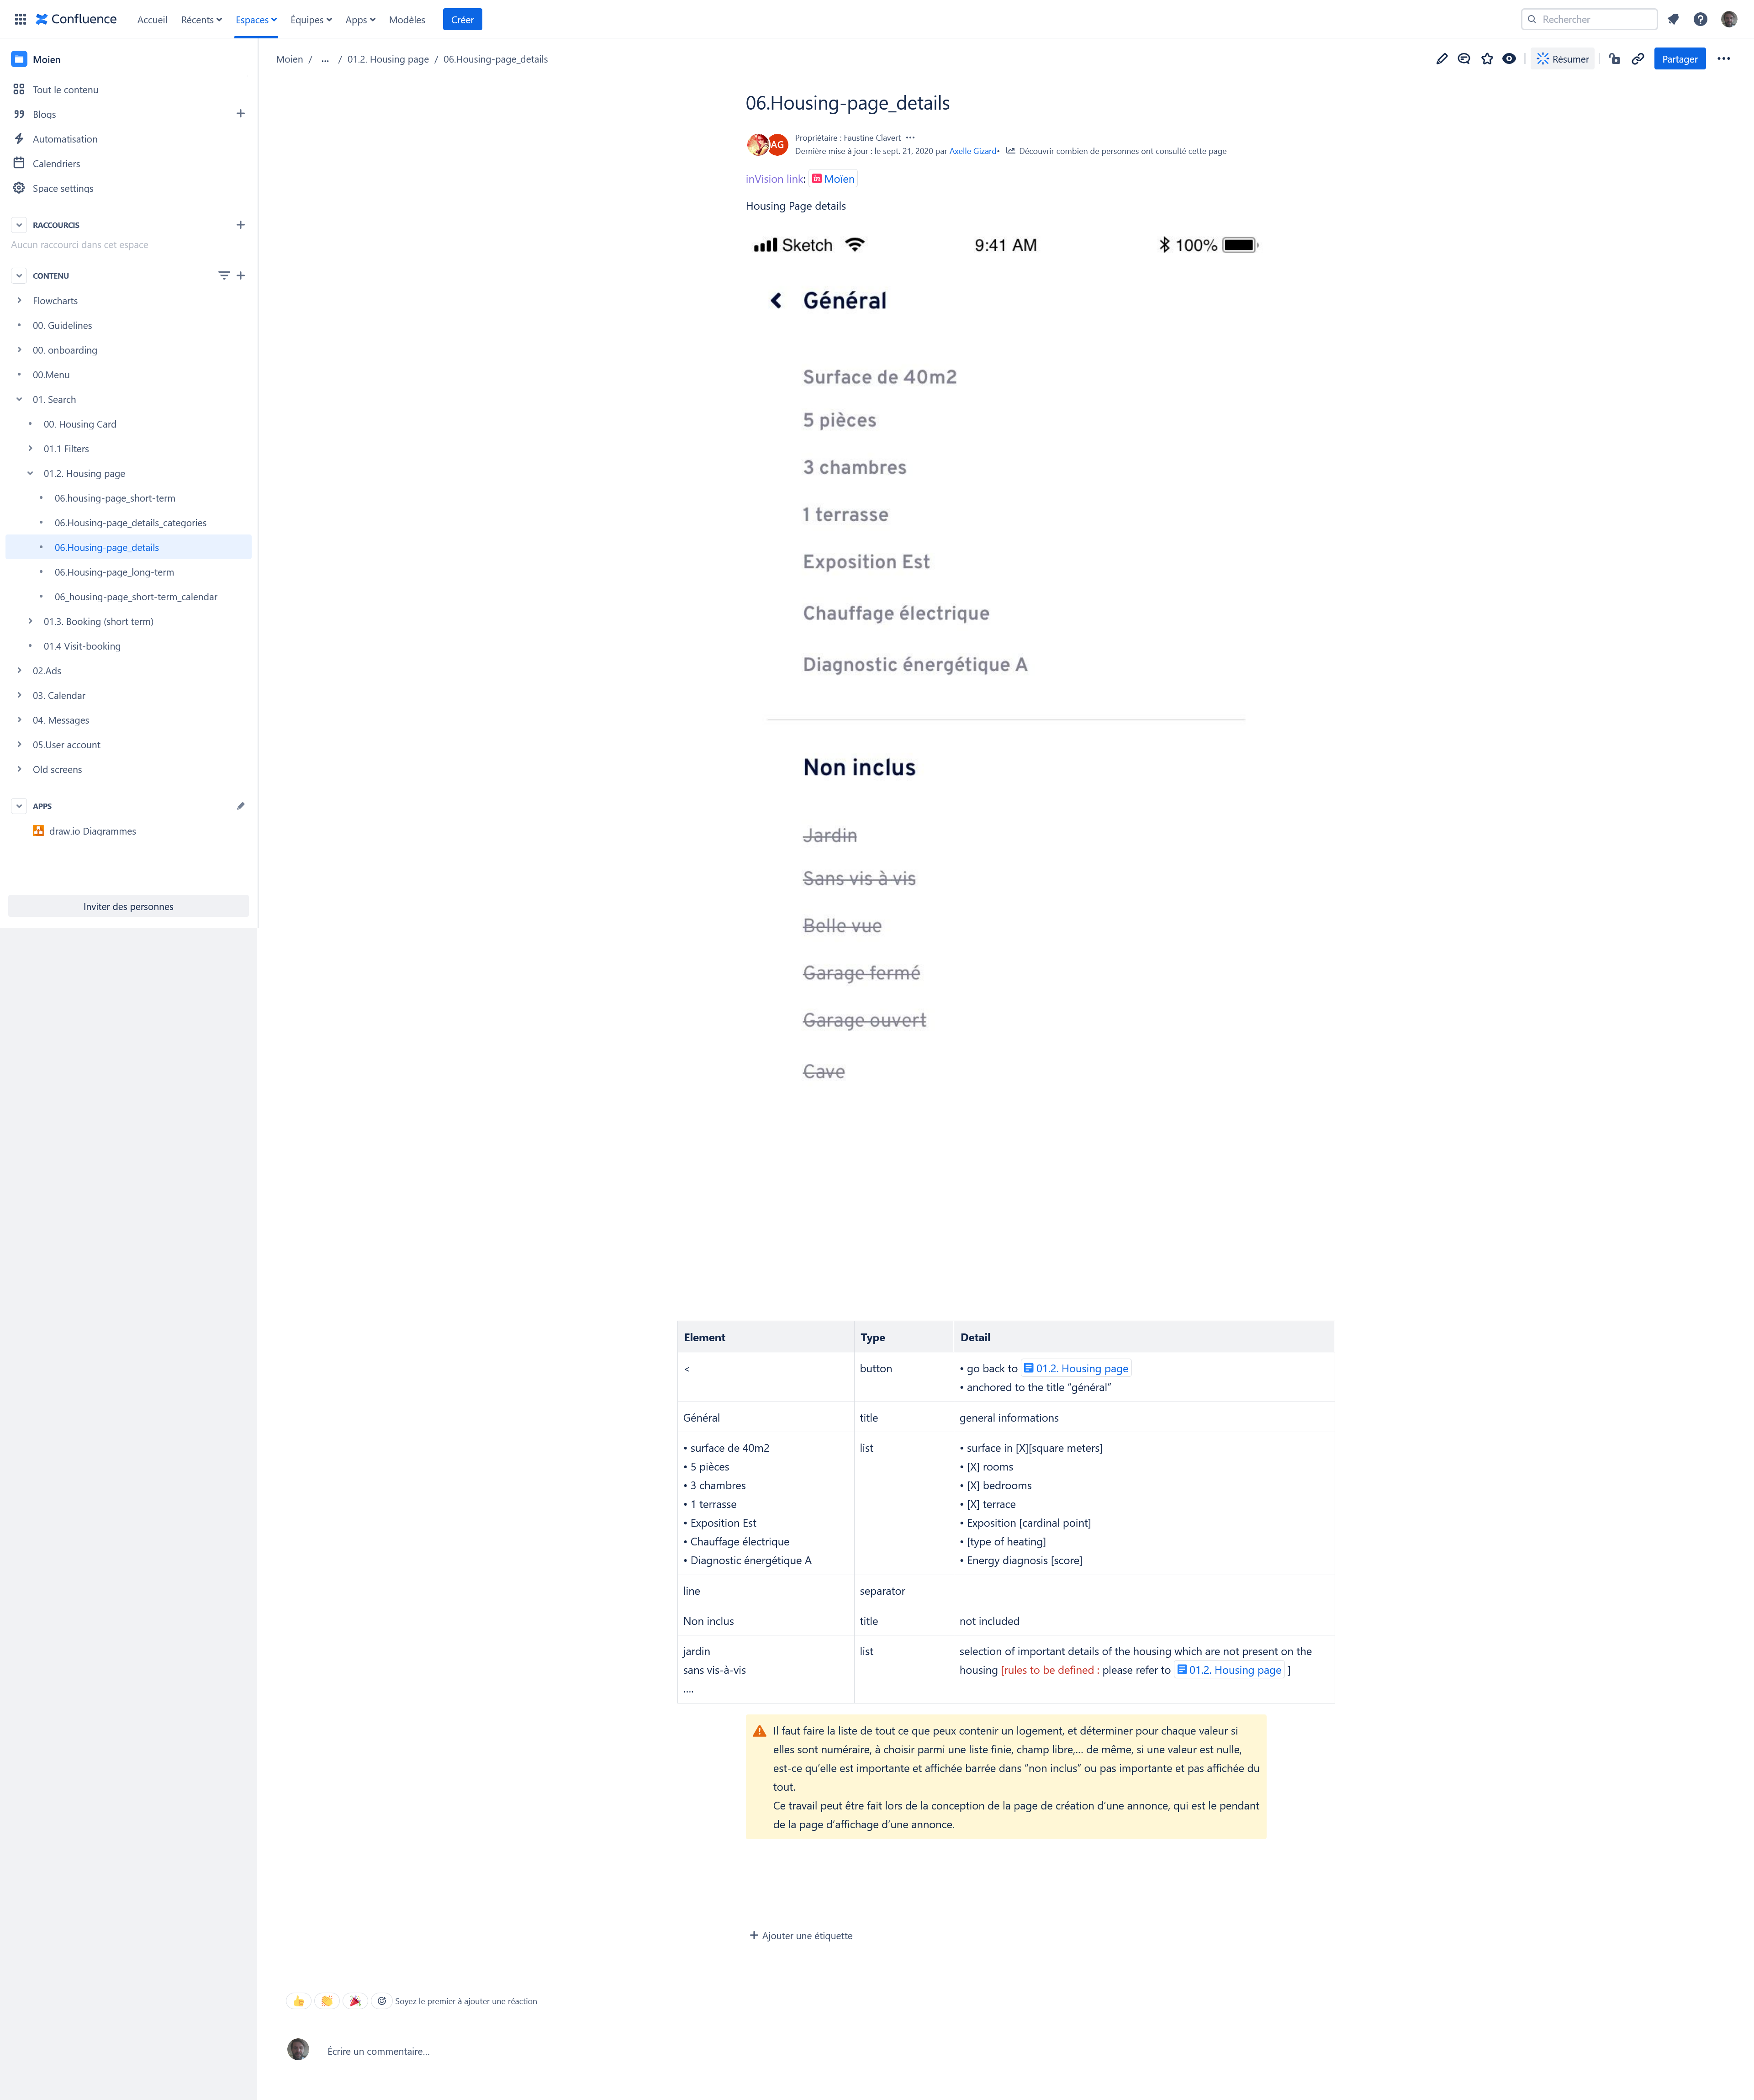 Confluence
Accueil
Récents
Espaces
Équipes
Apps
Modèles
Créer
Rechercher
Moien
Tout le contenu
Blogs
Automatisation
Calendriers
Space settings
RACCOURCIS
Aucun raccourci dans cet espace
CONTENU
Flowcharts
00. Guidelines
00. onboarding
00.Menu
01. Search
00. Housing Card
01.1 Filters
01.2. Housing page
06.housing-page_short-term
06.Housing-page_details_categories
06.Housing-page_details
06.Housing-page_long-term
06_housing-page_short-term_calendar
01.3. Booking (short term)
01.4 Visit-booking
02.Ads
03. Calendar
04. Messages
05.User account
Old screens
APPS
draw.io Diagrammes
Inviter des personnes
Moien / ... / 01.2. Housing page / 06.Housing-page_details
Résumer
Partager
06.Housing-page_details
AG
Propriétaire : Faustine Clavert
Dernière mise à jour : le sept. 21, 2020 par Axelle Gizard• Découvrir combien de personnes ont consulté cette page
inVision link: in Moïen
Housing Page details
Sketch 9:41 AM 100%
Général
Surface de 40m2
5 pièces
3 chambres
1 terrasse
Exposition Est
Chauffage électrique
Diagnostic énergétique A
Non inclus
Jardin
Sans vis à vis
Belle vue
Garage fermé
Garage ouvert
Cave
Element Type Detail
< button • go back to 01.2. Housing page
• anchored to the title “général”
Général title general informations
• surface de 40m2 list • surface in [X][square meters]
• 5 pièces • [X] rooms
• 3 chambres • [X] bedrooms
• 1 terrasse • [X] terrace
• Exposition Est • Exposition [cardinal point]
• Chauffage électrique • [type of heating]
• Diagnostic énergétique A • Energy diagnosis [score]
line separator
Non inclus title not included
jardin list selection of important details of the housing which are not present on the
sans vis-à-vis housing [rules to be defined : please refer to 01.2. Housing page ]
....
Il faut faire la liste de tout ce que peux contenir un logement, et déterminer pour chaque valeur si
elles sont numéraire, à choisir parmi une liste finie, champ libre,... de même, si une valeur est nulle,
est-ce qu’elle est importante et affichée barrée dans “non inclus” ou pas importante et pas affichée du
tout.
Ce travail peut être fait lors de la conception de la page de création d’une annonce, qui est le pendant
de la page d’affichage d’une annonce.
Ajouter une étiquette
Soyez le premier à ajouter une réaction
Écrire un commentaire...